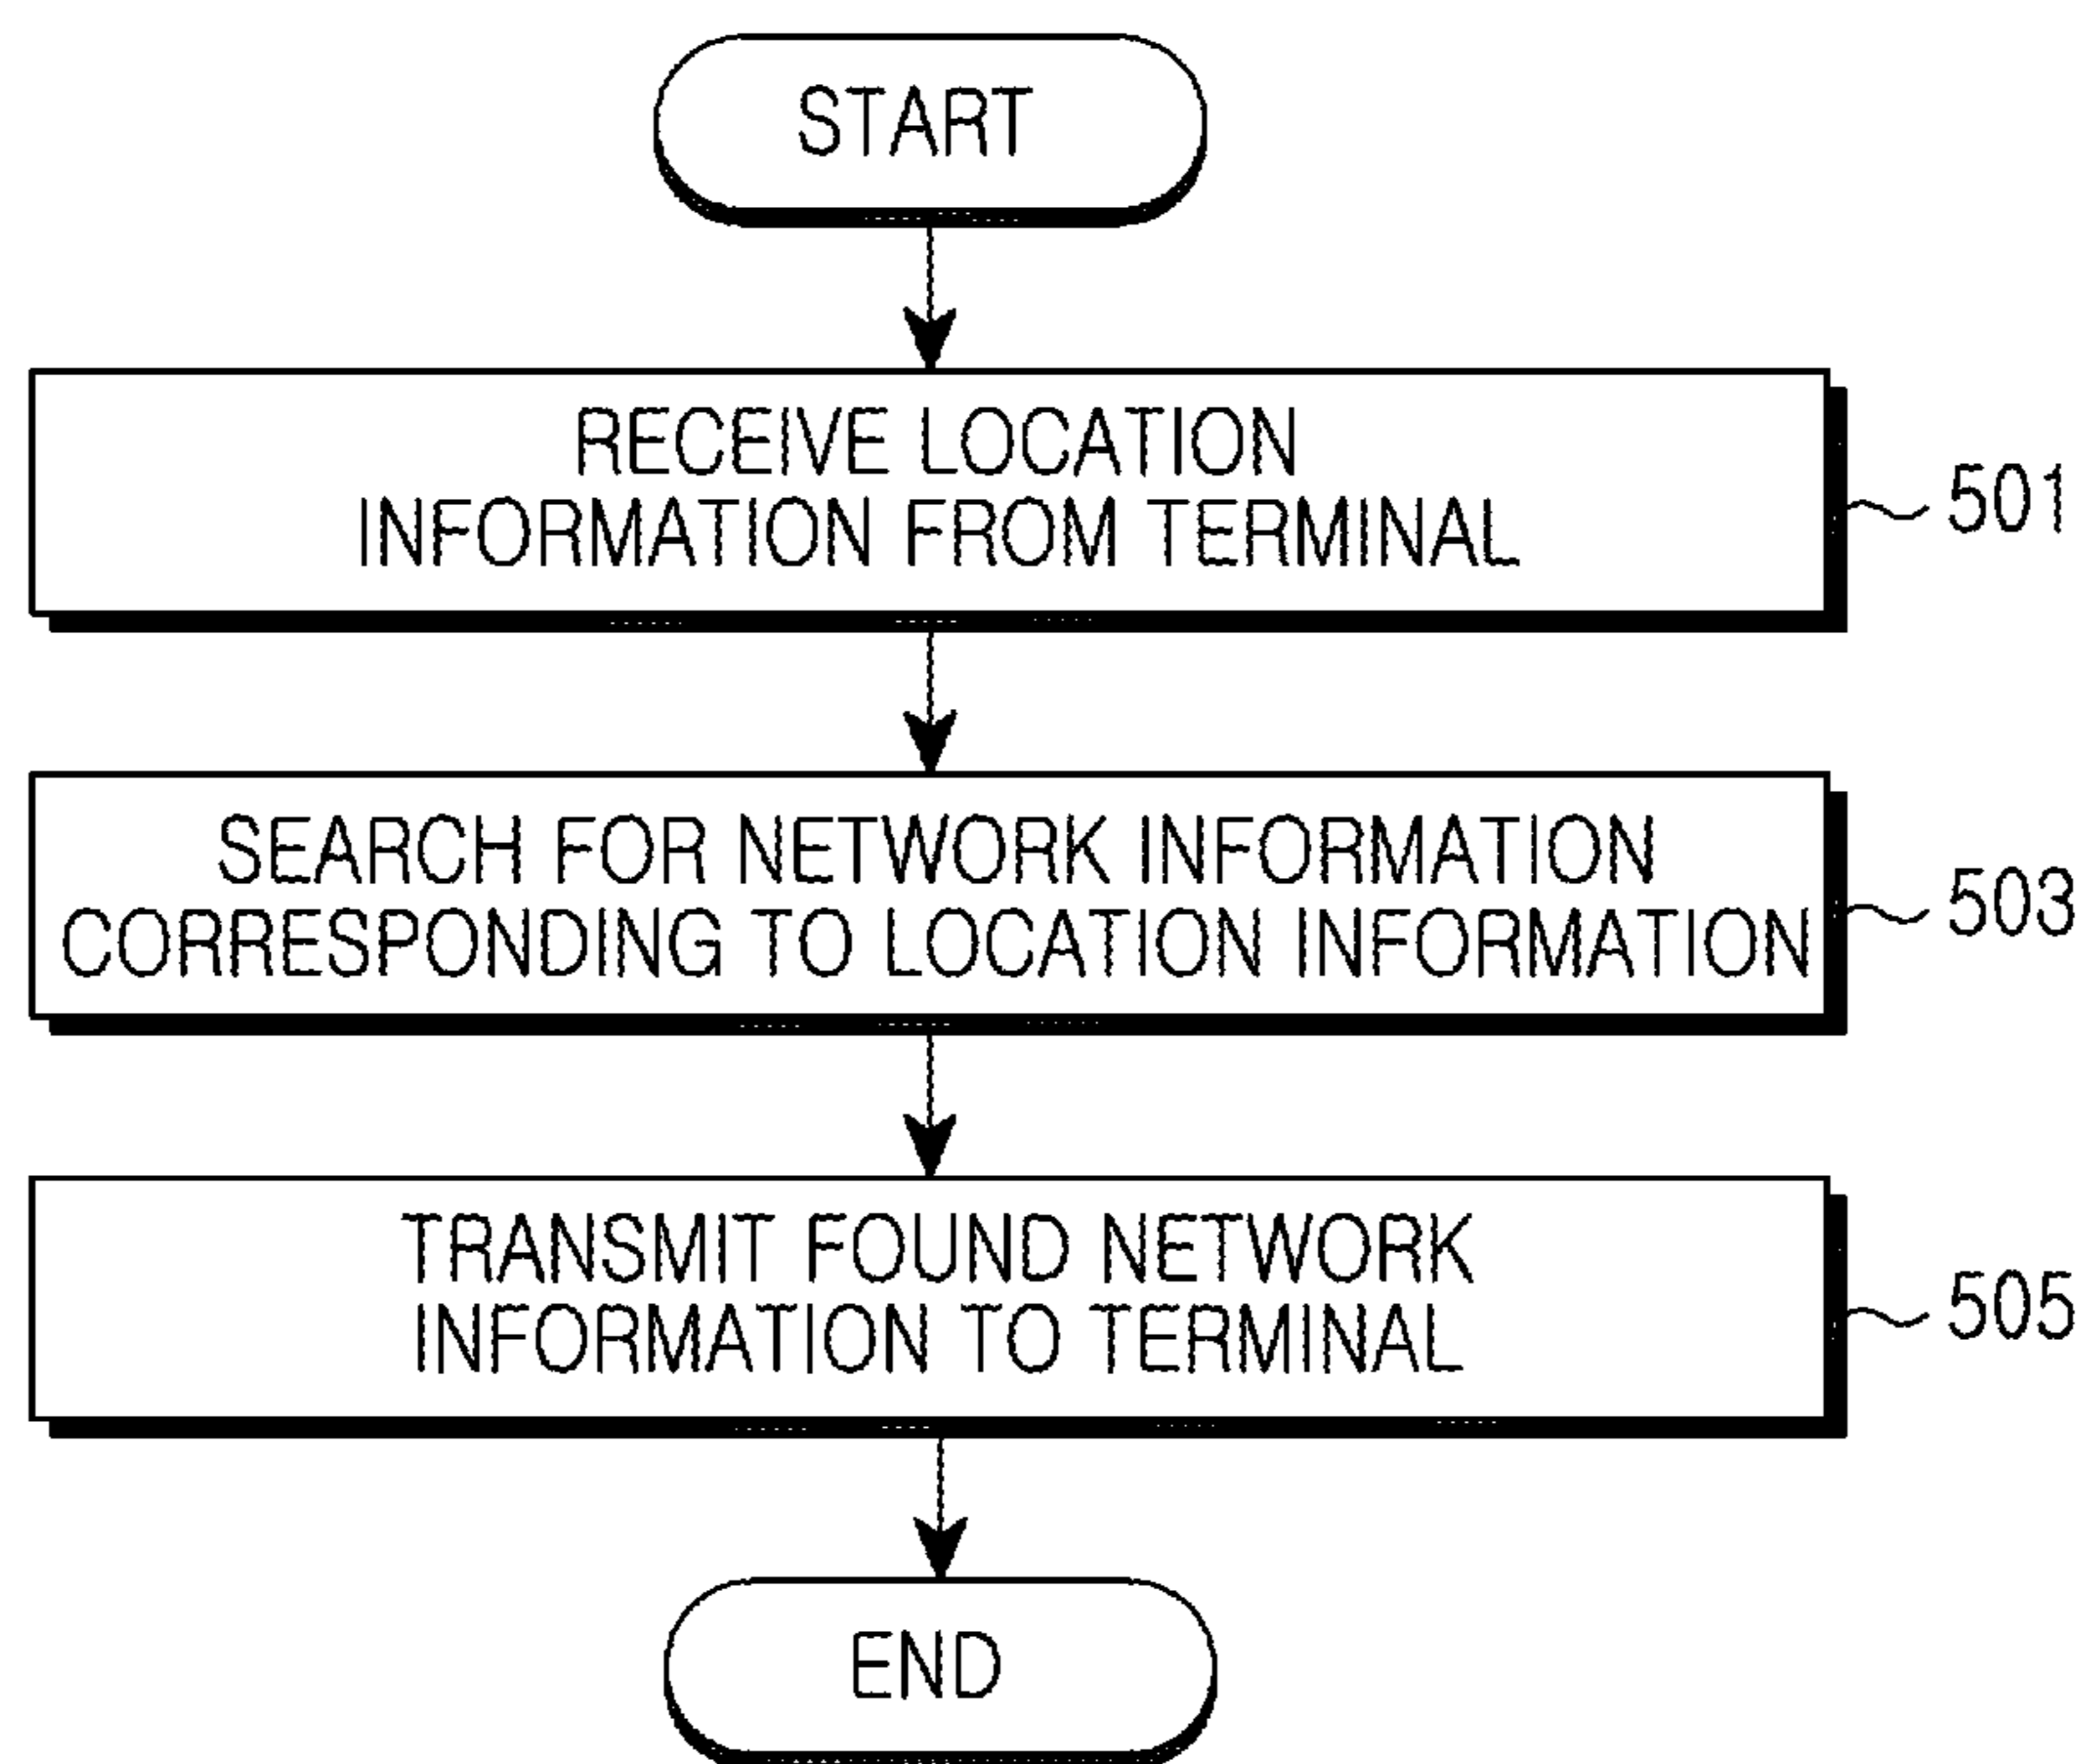 START
RECEIVE LOCATION
INFORMATION FROM TERMINAL
501
SEARCH FOR NETWORK INFORMATION
CORRESPONDING TO LOCATION INFORMATION
503
TRANSMIT FOUND NETWORK
INFORMATION TO TERMINAL
505
END